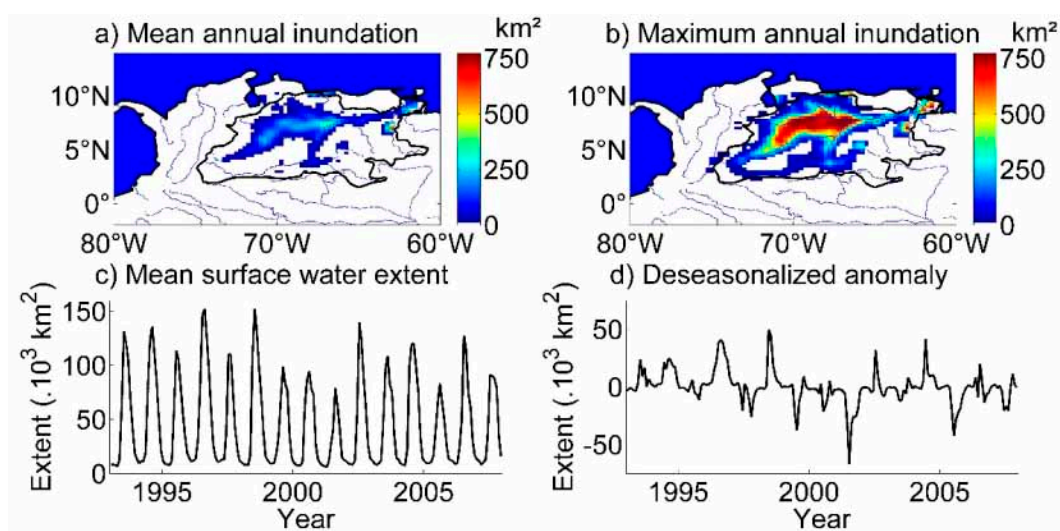 a) Mean annual inundation
km²
750
500
250
0
10°N
5°N
0°
80°W
70°W
60°W
b) Maximum annual inundation
km²
750
500
250
0
10°N
5°N
0°
80°W
70°W
60°W
c) Mean surface water extent
Extent (.10³ km²)
150
100
50
0
1995
2000
2005
Year
d) Deseasonalized anomaly
Extent (.10³ km²)
50
0
-50
1995
2000
2005
Year